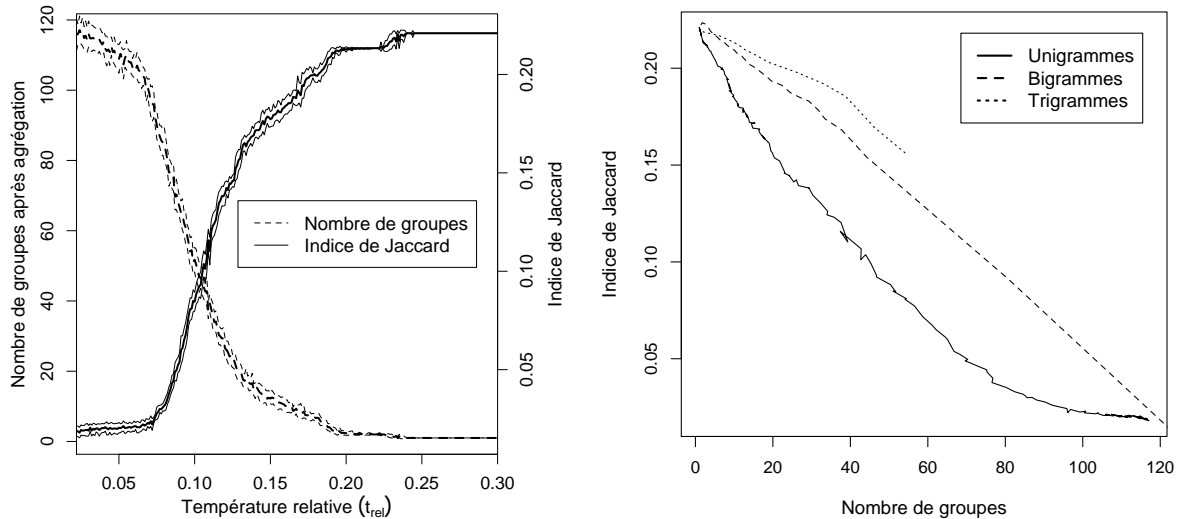 120
100
80
60
40
20
0
Nombre de groupes après agrégation
0.05
0.10
0.15
0.20
0.25
0.30
Température relative (t_rel)
0.20
0.15
0.10
0.05
Indice de Jaccard
Nombre de groupes
Indice de Jaccard
0.20
0.15
0.10
0.05
Indice de Jaccard
0
20
40
60
80
100
120
Nombre de groupes
Unigrammes
Bigrammes
Trigrammes